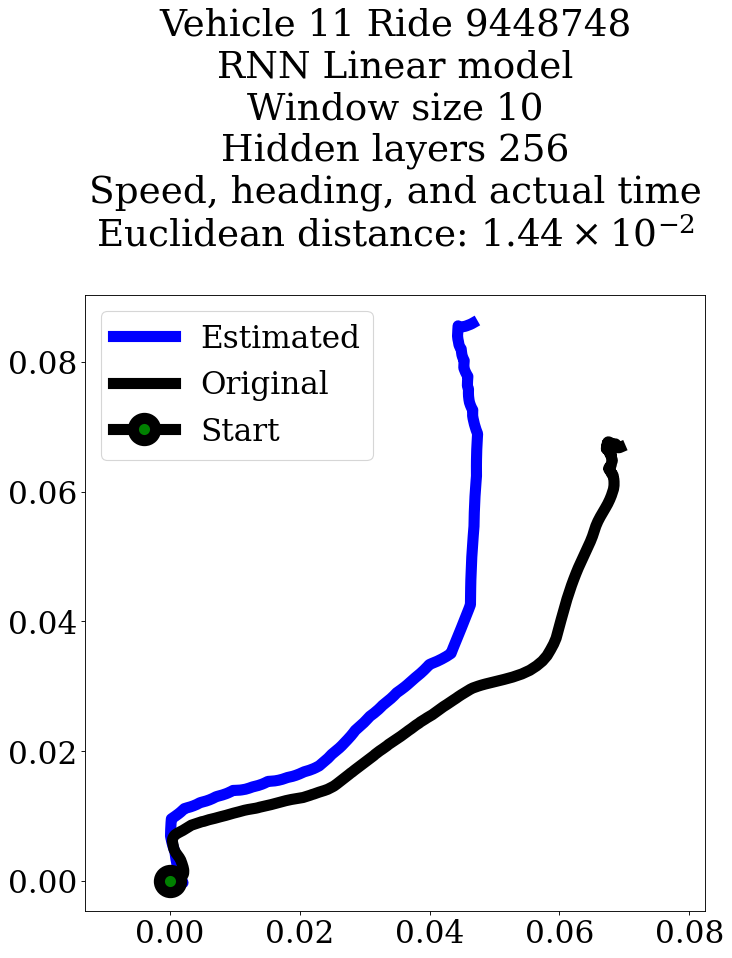 Vehicle 11 Ride 9448748
RNN Linear model
Window size 10
Hidden layers 256
Speed, heading, and actual time
Euclidean distance: 1.44 × 10⁻²
Estimated
Original
Start
0.08
0.06
0.04
0.02
0.00
0.00 0.02 0.04 0.06 0.08